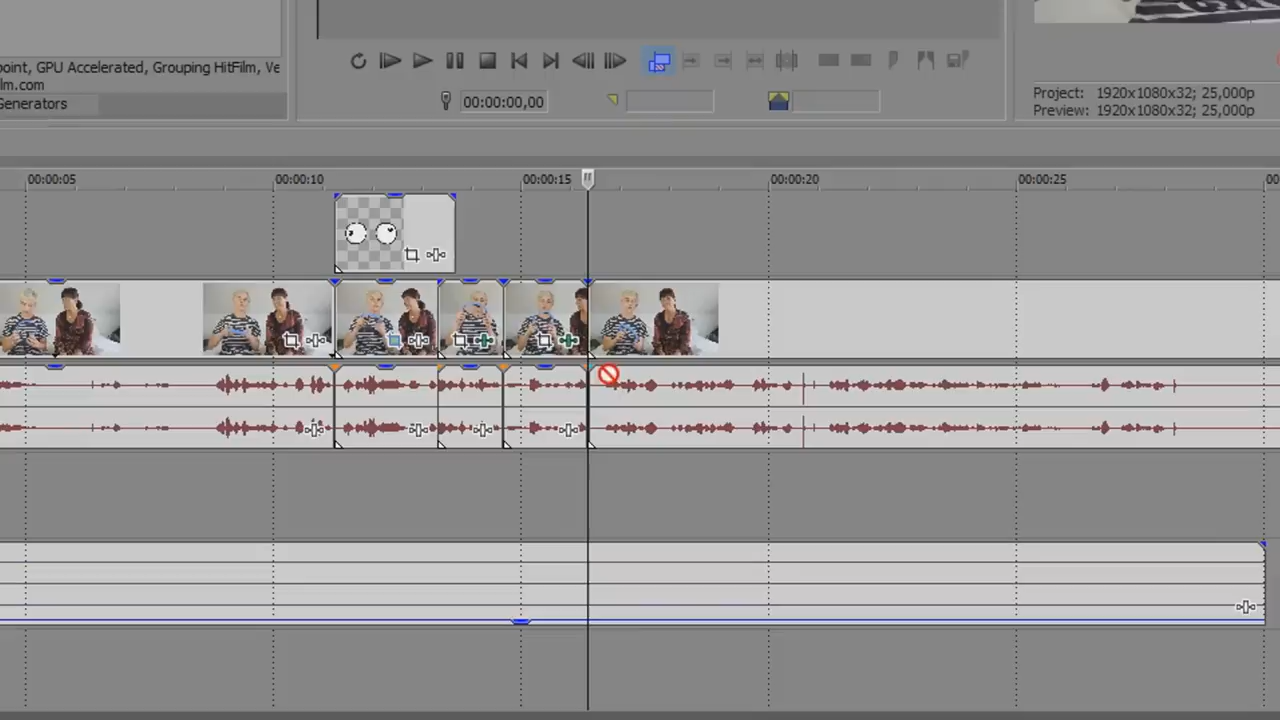 oint, GPU Accelerated, Grouping HitFilm, Ve
lm.com
Generators
00:00:00,00
Project: 1920x1080x32; 25,000p
Preview: 1920x1080x32; 25,000p
00:00:05
00:00:10
00:00:15
00:00:20
00:00:25
00